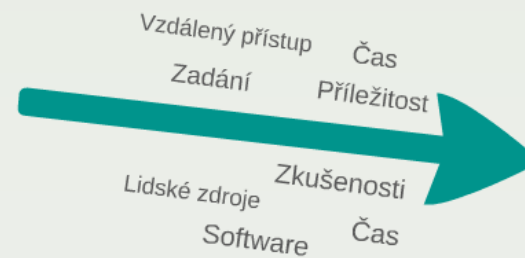 Vzdálený přístup
Čas
Zadání
Příležitost
Zkušenosti
Lidské zdroje
Čas
Software